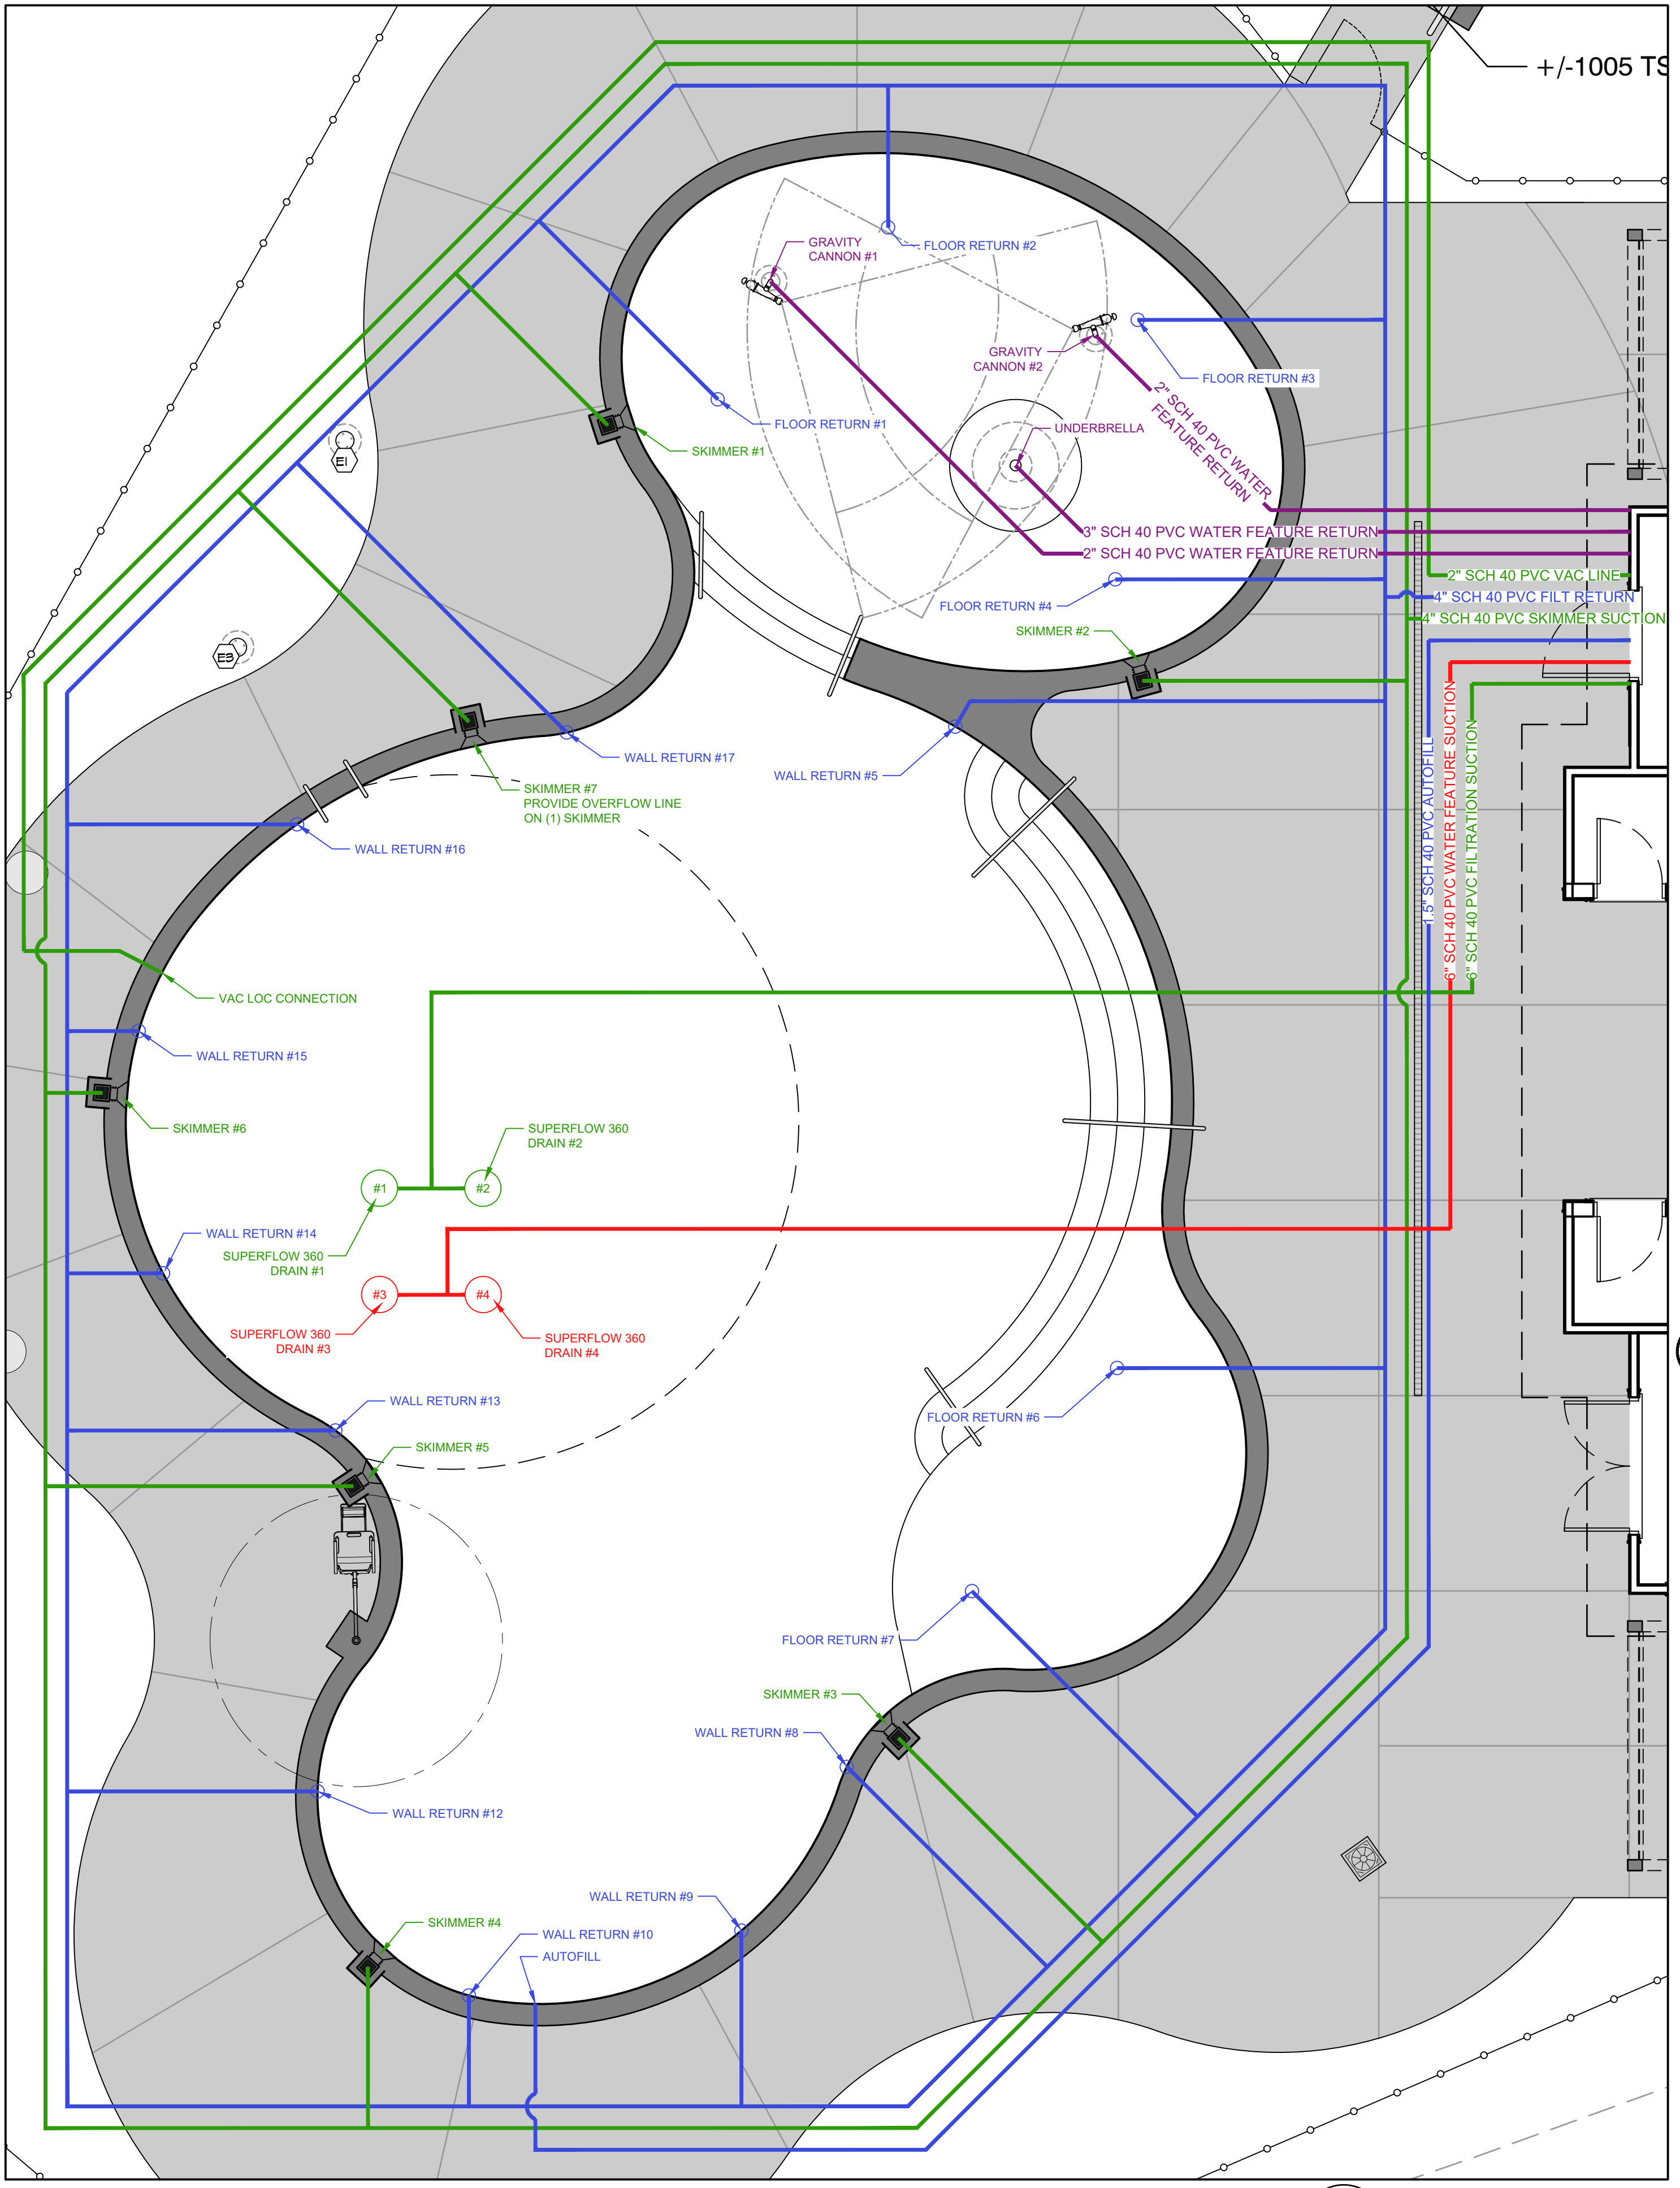 +/-1005 TS
GRAVITY
CANNON #1
FLOOR RETURN #2
GRAVITY
CANNON #2
FLOOR RETURN #3
2" SCH 40 PVC WATER
FEATURE RETURN
FLOOR RETURN #1
UNDERBRELLA
SKIMMER #1
E1
3" SCH 40 PVC WATER FEATURE RETURN
2" SCH 40 PVC WATER FEATURE RETURN
2" SCH 40 PVC VAC LINE
4" SCH 40 PVC FILT RETURN
FLOOR RETURN #4
4" SCH 40 PVC SKIMMER SUCTION
SKIMMER #2
E3
WALL RETURN #17
WALL RETURN #5
SKIMMER #7
PROVIDE OVERFLOW LINE
ON (1) SKIMMER
1.5" SCH 40 PVC AUTOFILL
6" SCH 40 PVC WATER FEATURE SUCTION
6" SCH 40 PVC FILTRATION SUCTION
WALL RETURN #16
VAC LOC CONNECTION
WALL RETURN #15
SKIMMER #6
SUPERFLOW 360
DRAIN #2
#1
#2
WALL RETURN #14
SUPERFLOW 360
DRAIN #1
#3
#4
SUPERFLOW 360
DRAIN #3
SUPERFLOW 360
DRAIN #4
WALL RETURN #13
FLOOR RETURN #6
SKIMMER #5
FLOOR RETURN #7
SKIMMER #3
WALL RETURN #8
WALL RETURN #12
WALL RETURN #9
SKIMMER #4
WALL RETURN #10
AUTOFILL